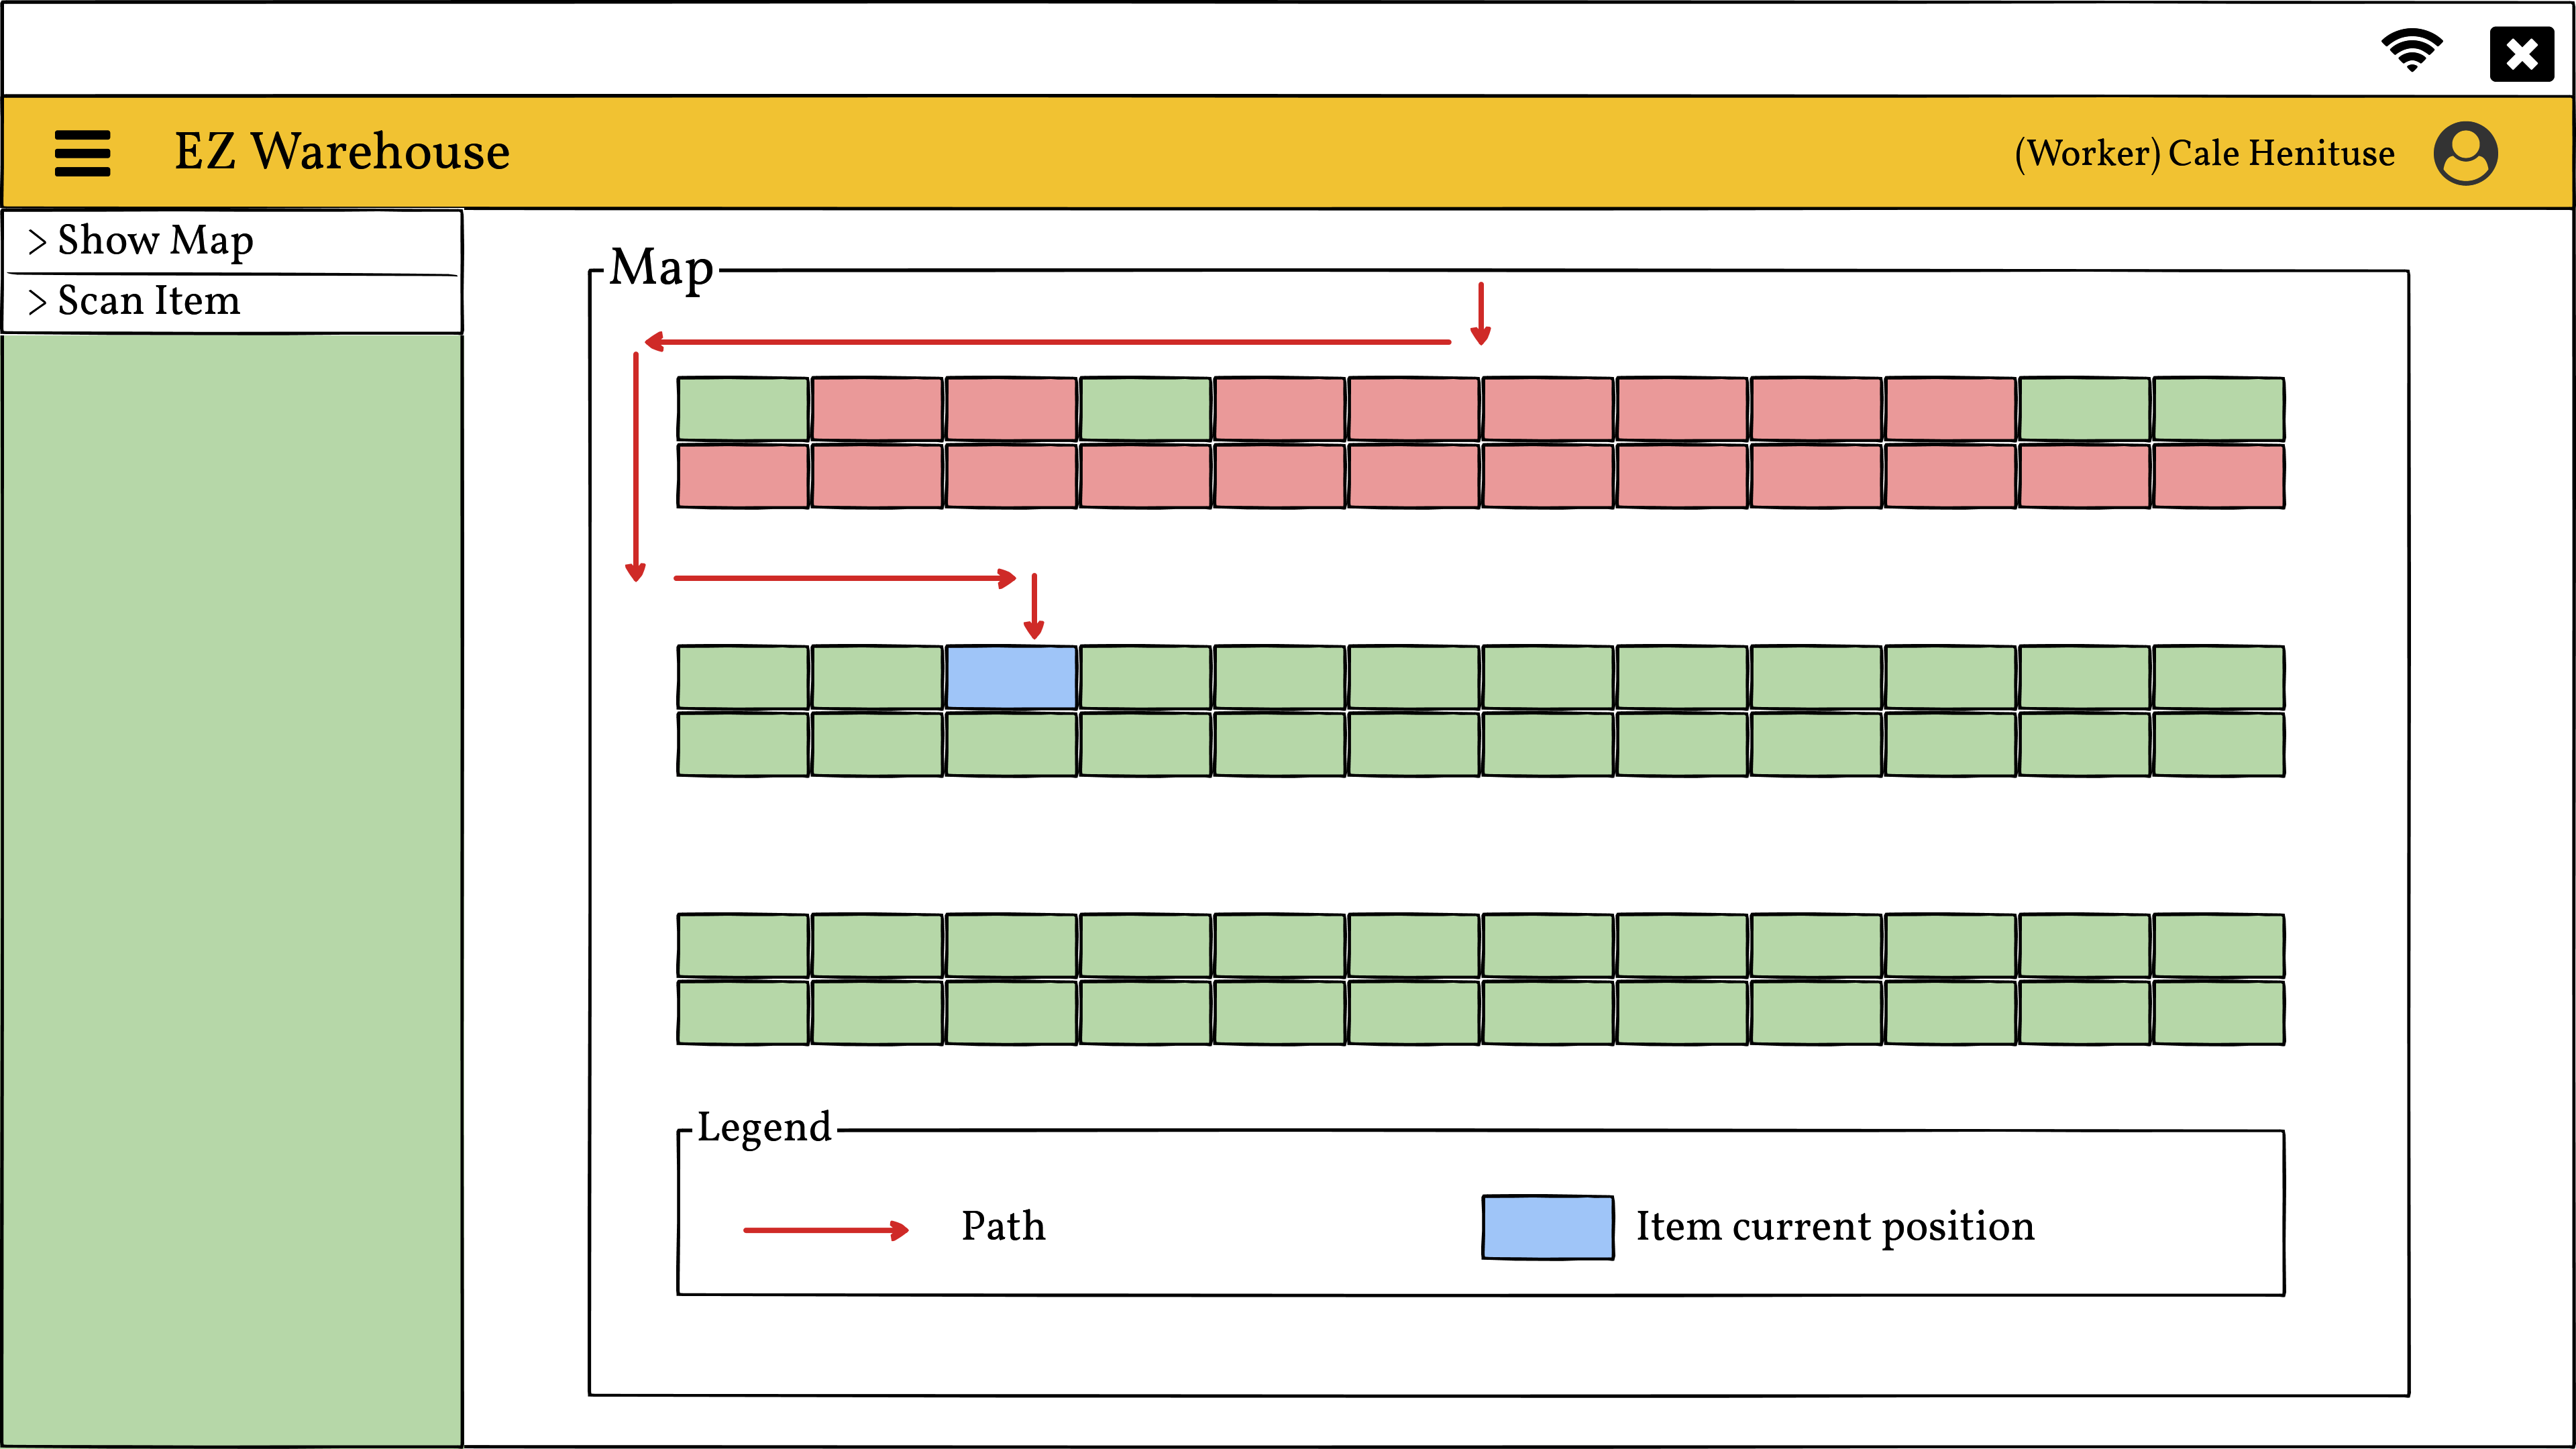 EZ Warehouse
(Worker) Cale Henituse
> Show Map
> Scan Item
Map
Legend
Path
Item current position